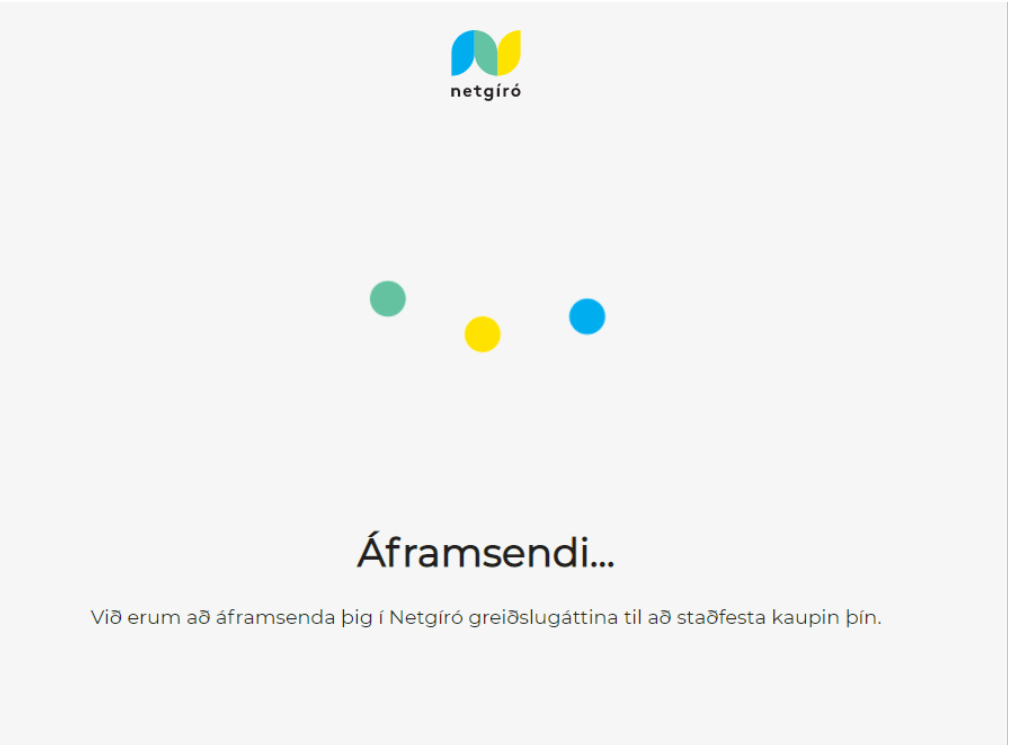 netgíró
Áframsendi...
Við erum að áframsenda þig í Netgíró greiðslugáttina til að staðfesta kaupin þín.